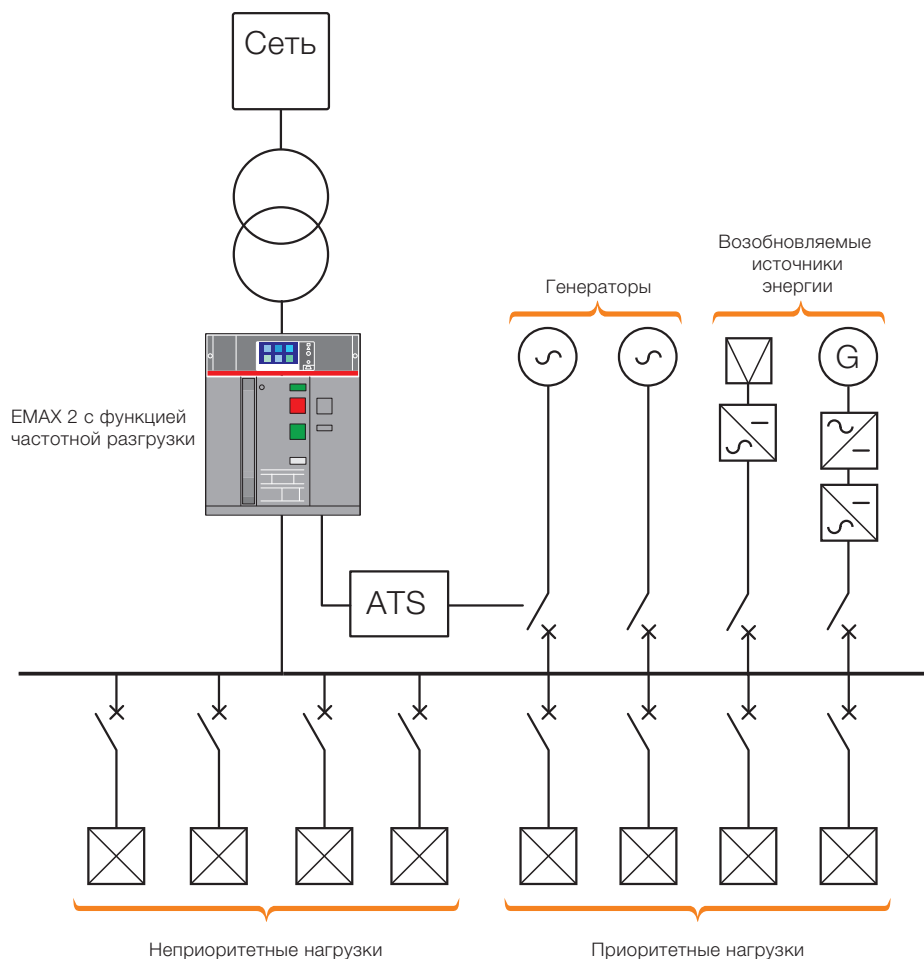 Сеть
Возобновляемые
источники
энергии
Генераторы
G
EMAX 2 с функцией
частотной разгрузки
ATS
Неприоритетные нагрузки
Приоритетные нагрузки